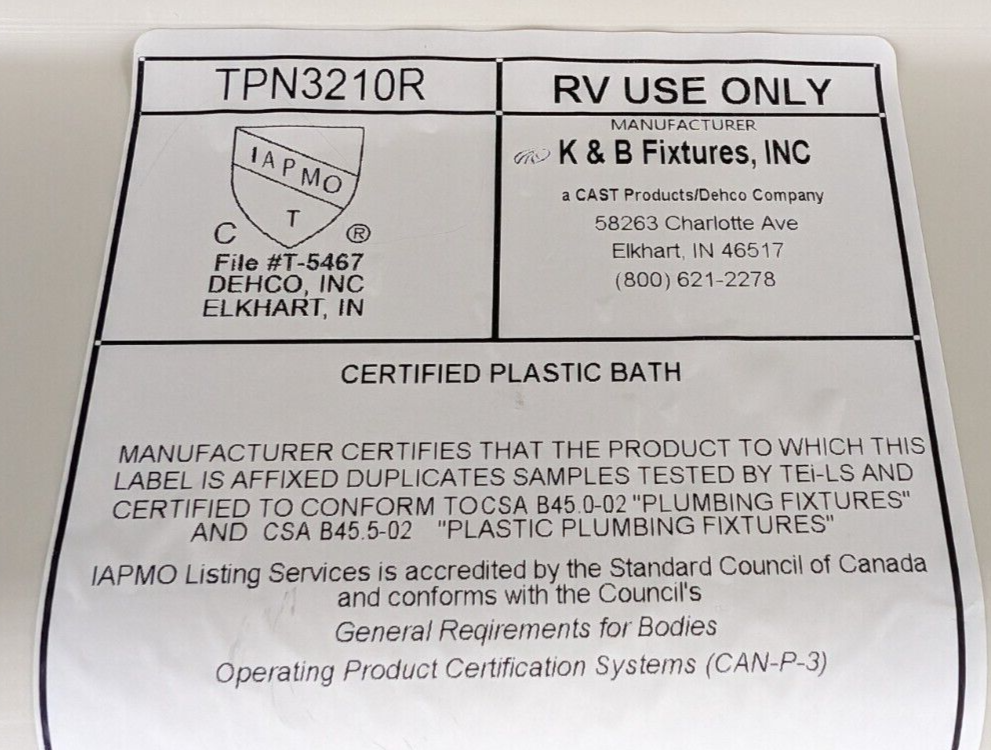 TPN3210R
RV USE ONLY
IAPMO
T
C ®
File #T-5467
DEHCO, INC
ELKHART, IN
MANUFACTURER
K & B Fixtures, INC
a CAST Products/Dehco Company
58263 Charlotte Ave
Elkhart, IN 46517
(800) 621-2278
CERTIFIED PLASTIC BATH
MANUFACTURER CERTIFIES THAT THE PRODUCT TO WHICH THIS
LABEL IS AFFIXED DUPLICATES SAMPLES TESTED BY TEi-LS AND
CERTIFIED TO CONFORM TOCSA B45.0-02 "PLUMBING FIXTURES"
AND CSA B45.5-02 "PLASTIC PLUMBING FIXTURES"
IAPMO Listing Services is accredited by the Standard Council of Canada
and conforms with the Council's
General Reqirements for Bodies
Operating Product Certification Systems (CAN-P-3)